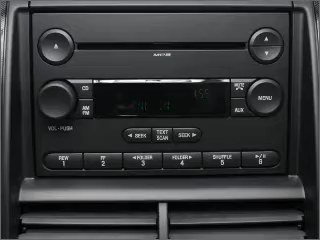 CD
MUTE
AM
FM
AUX
MENU
VOL - PUSH
◄ SEEK
TEXT
SCAN
SEEK ►
REW
1
FF
2
◄ FOLDER
3
FOLDER ►
4
SHUFFLE
5
6